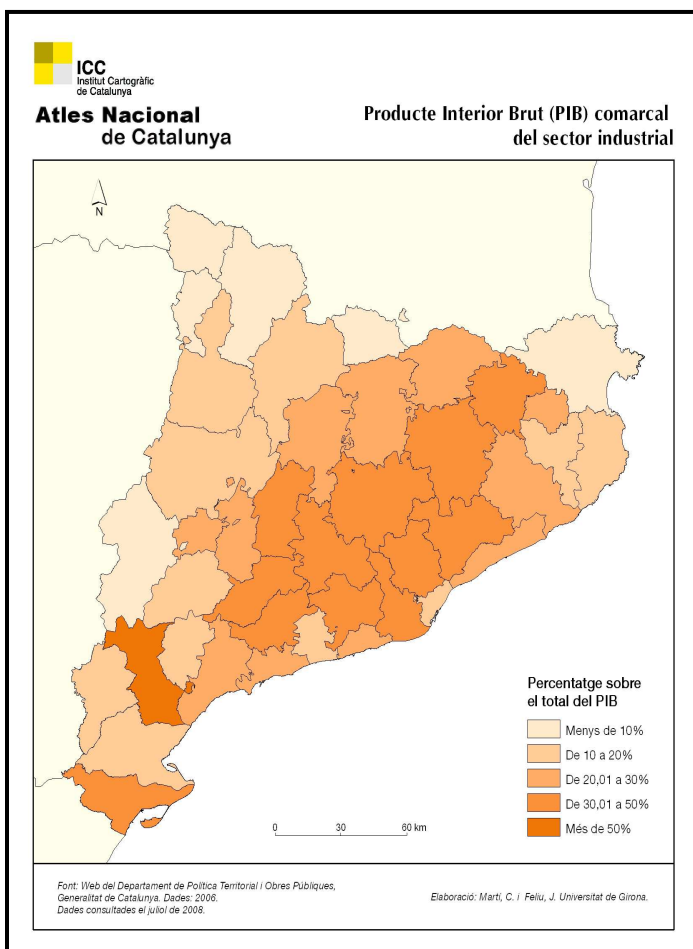 ICC
Institut Cartogràfic
de Catalunya
Atles Nacional
de Catalunya
Producte Interior Brut (PIB) comarcal
del sector industrial
N
Percentatge sobre
el total del PIB
Menys de 10%
De 10 a 20%
De 20,01 a 30%
De 30,01 a 50%
Més de 50%
0 30 60 km
Font: Web del Departament de Política Territorial i Obres Públiques,
Generalitat de Catalunya. Dades: 2006.
Dades consultades el juliol de 2008.
Elaboració: Martí, C. i Feliu, J. Universitat de Girona.